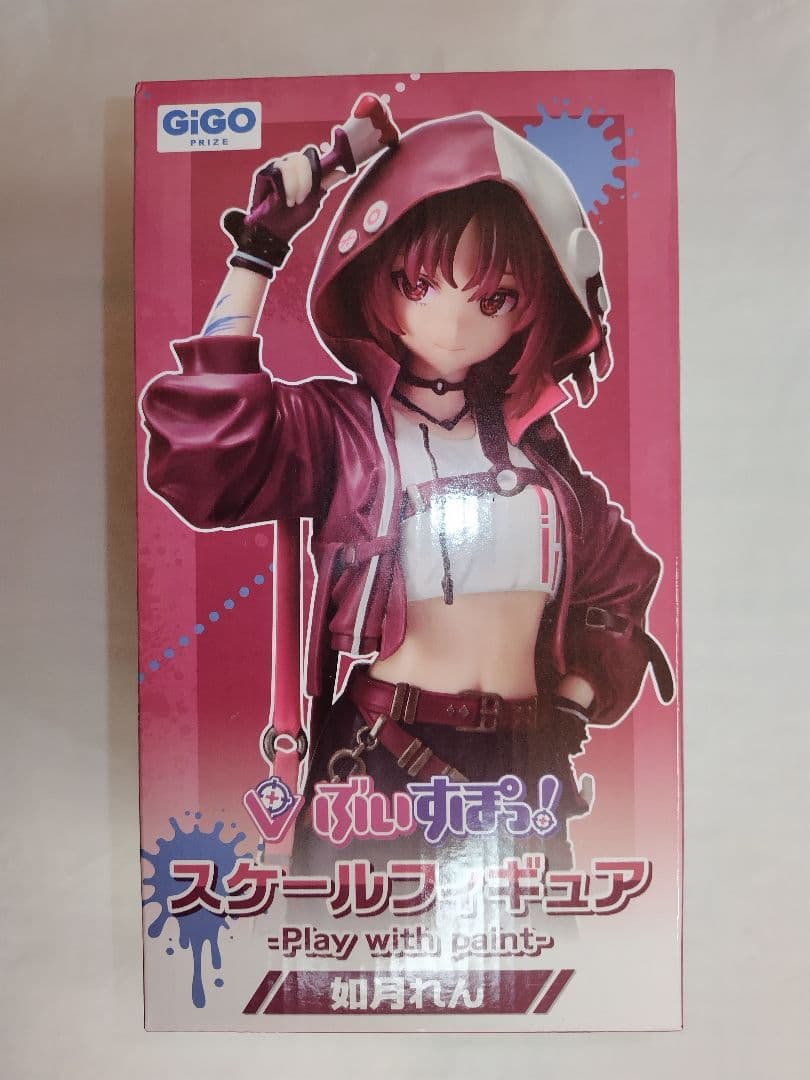 GiGO
PRIZE
ぶいすぽっ!
スケールフィギュア
-Play with paint-
如月れん